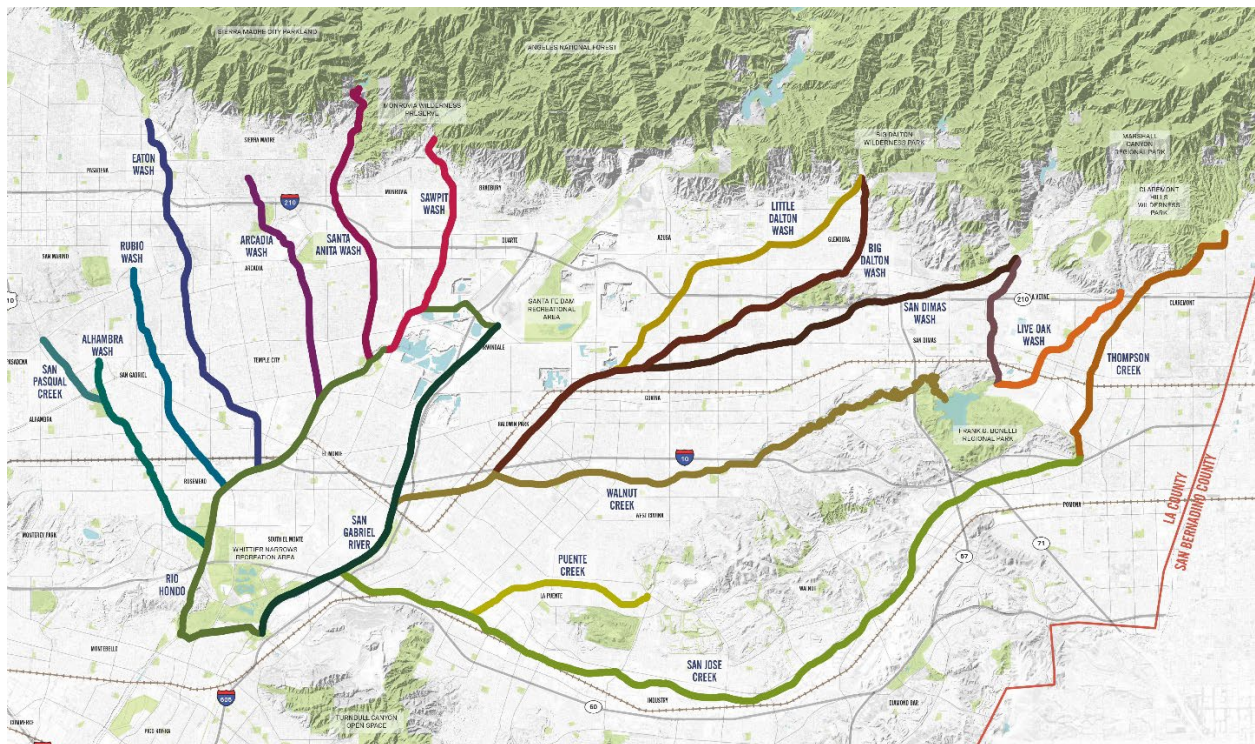 SIERRA MADRE CITY PARKLAND
ANGELES NATIONAL FOREST
MONROVIA WILDERNESS
PRESERVE
BIG DALTON
WILDERNESS PARK
MARSHALL
CANYON
REGIONAL PARK
SIERRA MADRE
PASADENA
EATON
WASH
MONROVIA
BRADBURY
SAWPIT
WASH
CLAREMONT
HILLS
WILDERNESS
PARK
210
LITTLE
DALTON
WASH
ARCADIA
WASH
SANTA
ANITA WASH
DUARTE
AZUSA
GLENDORA
RUBIO
WASH
SAN MARINO
ARCADIA
BIG
DALTON
WASH
10
SANTA FE DAM
RECREATIONAL
AREA
SAN DIMAS
WASH
210
CLAREMONT
LIVE OAK
WASH
ALHAMBRA
WASH
SAN DIMAS
TEMPLE CITY
THOMPSON
CREEK
SAN
PASQUAL
CREEK
SAN GABRIEL
COVINA
ALHAMBRA
BALDWIN PARK
FRANK G. BONELLI
REGIONAL PARK
EL MONTE
10
ROSEMEAD
WALNUT
CREEK
POMONA
WEST COVINA
LA COUNTY
SAN BERNADINO COUNTY
SAN
GABRIEL
RIVER
MONTEREY PARK
SOUTH EL MONTE
71
WHITTIER NARROWS
RECREATION AREA
57
PUENTE
CREEK
RIO
HONDO
LA PUENTE
WALNUT
MONTEBELLO
SAN JOSE
CREEK
605
INDUSTRY
60
DIAMOND BAR
TURNBULL CANYON
OPEN SPACE
COMMERCE
PICO RIVERA